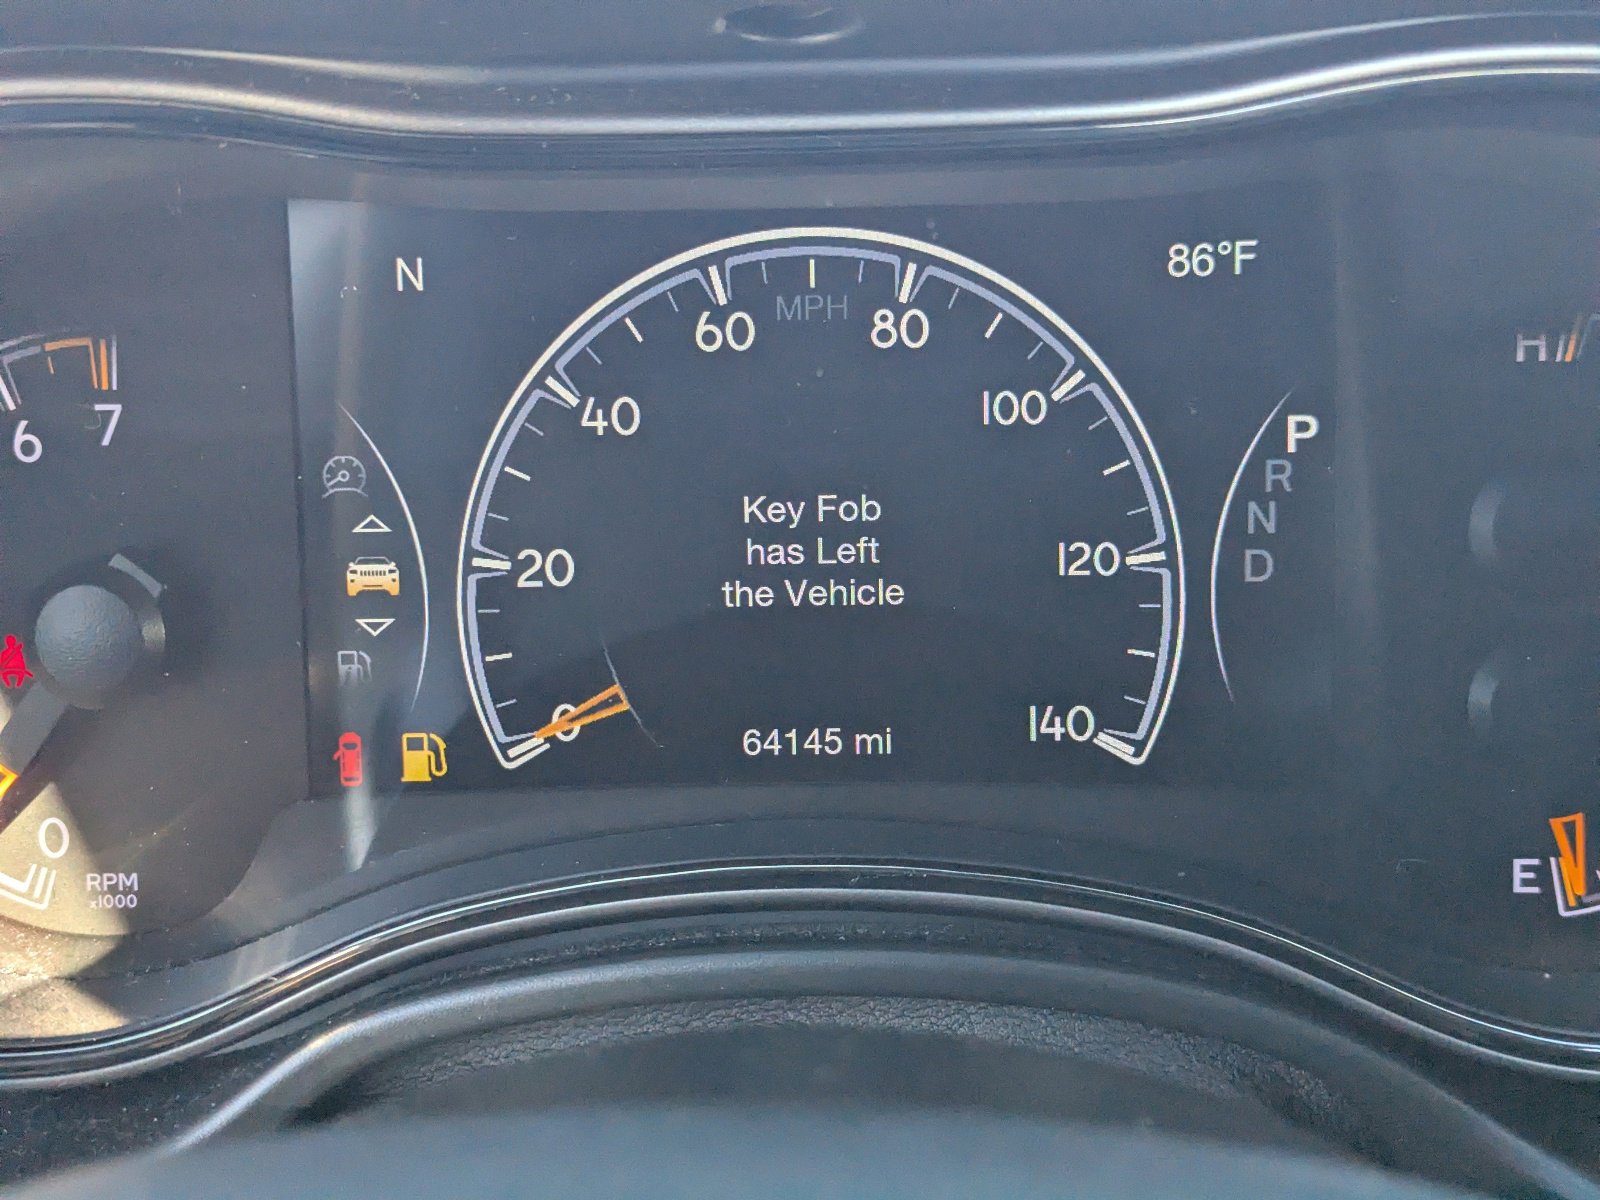 N
86°F
MPH
60
80
40
100
20
120
0
140
Key Fob
has Left
the Vehicle
64145 mi
P
R
N
D
6
7
0
RPM
x1000
H
E